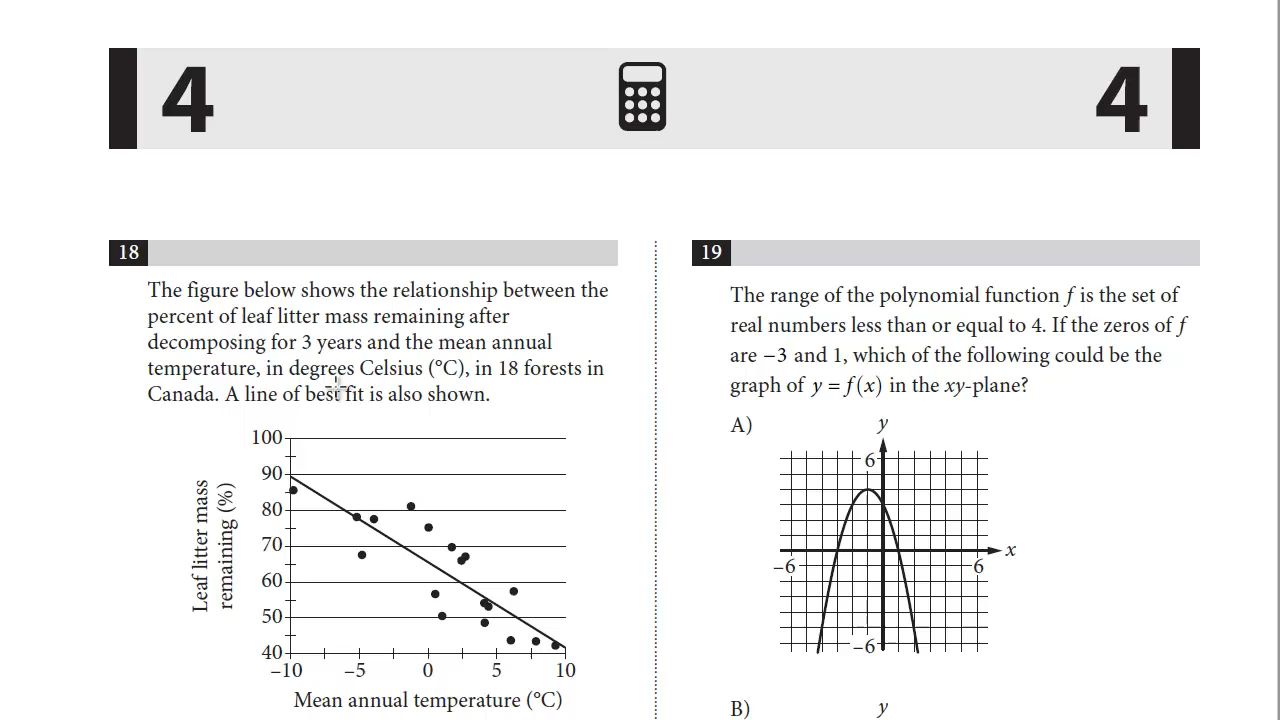 4
4
18
The figure below shows the relationship between the
percent of leaf litter mass remaining after
decomposing for 3 years and the mean annual
temperature, in degrees Celsius (°C), in 18 forests in
Canada. A line of best fit is also shown.
Leaf litter mass
remaining (%)
100
90
80
70
60
50
40
–10
–5
0
5
10
Mean annual temperature (°C)
19
The range of the polynomial function f is the set of
real numbers less than or equal to 4. If the zeros of f
are −3 and 1, which of the following could be the
graph of y = f(x) in the xy-plane?
A)
y
6
x
–6
6
–6
B)
y